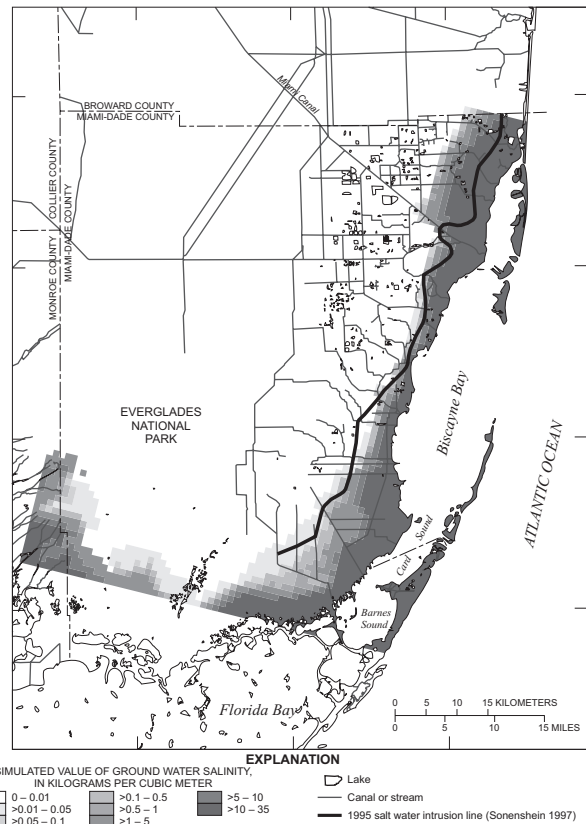 Miami Canal
BROWARD COUNTY
MIAMI-DADE COUNTY
MONROE COUNTY
COLLIER COUNTY
MIAMI-DADE COUNTY
EVERGLADES
NATIONAL
PARK
Biscayne Bay
ATLANTIC OCEAN
Card Sound
Barnes
Sound
Florida Bay
0 5 10 15 KILOMETERS
0 5 10 15 MILES
EXPLANATION
SIMULATED VALUE OF GROUND WATER SALINITY,
IN KILOGRAMS PER CUBIC METER
0 – 0.01
>0.01 – 0.05
>0.05 – 0.1
>0.1 – 0.5
>0.5 – 1
>1 – 5
>5 – 10
>10 – 35
Lake
Canal or stream
1995 salt water intrusion line (Sonenshein 1997)